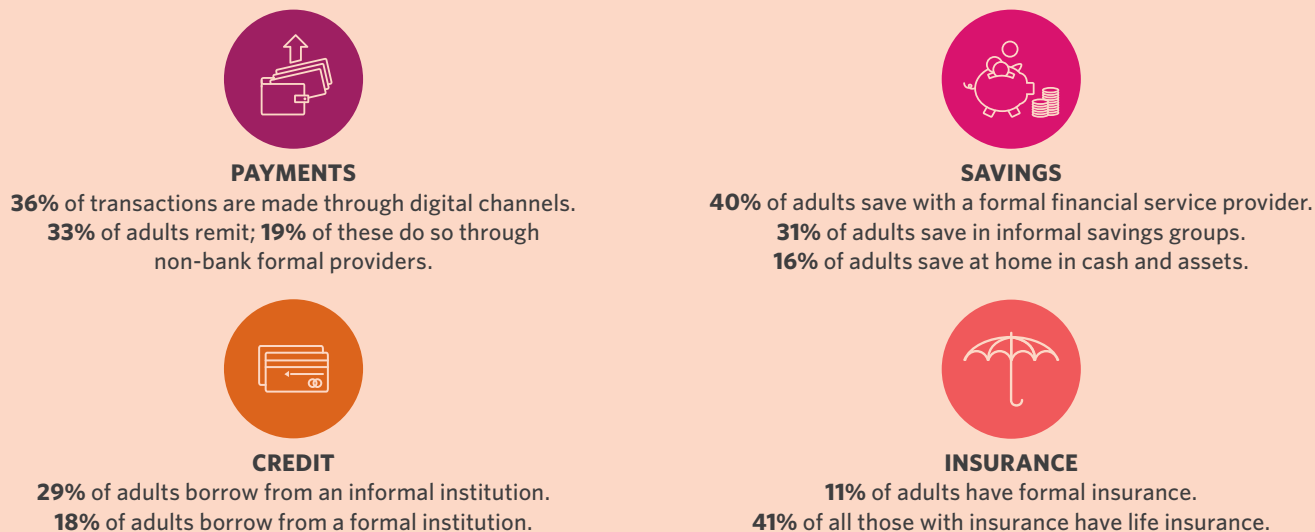 PAYMENTS
36% of transactions are made through digital channels.
33% of adults remit; 19% of these do so through
non-bank formal providers.
SAVINGS
40% of adults save with a formal financial service provider.
31% of adults save in informal savings groups.
16% of adults save at home in cash and assets.
CREDIT
29% of adults borrow from an informal institution.
18% of adults borrow from a formal institution.
INSURANCE
11% of adults have formal insurance.
41% of all those with insurance have life insurance.